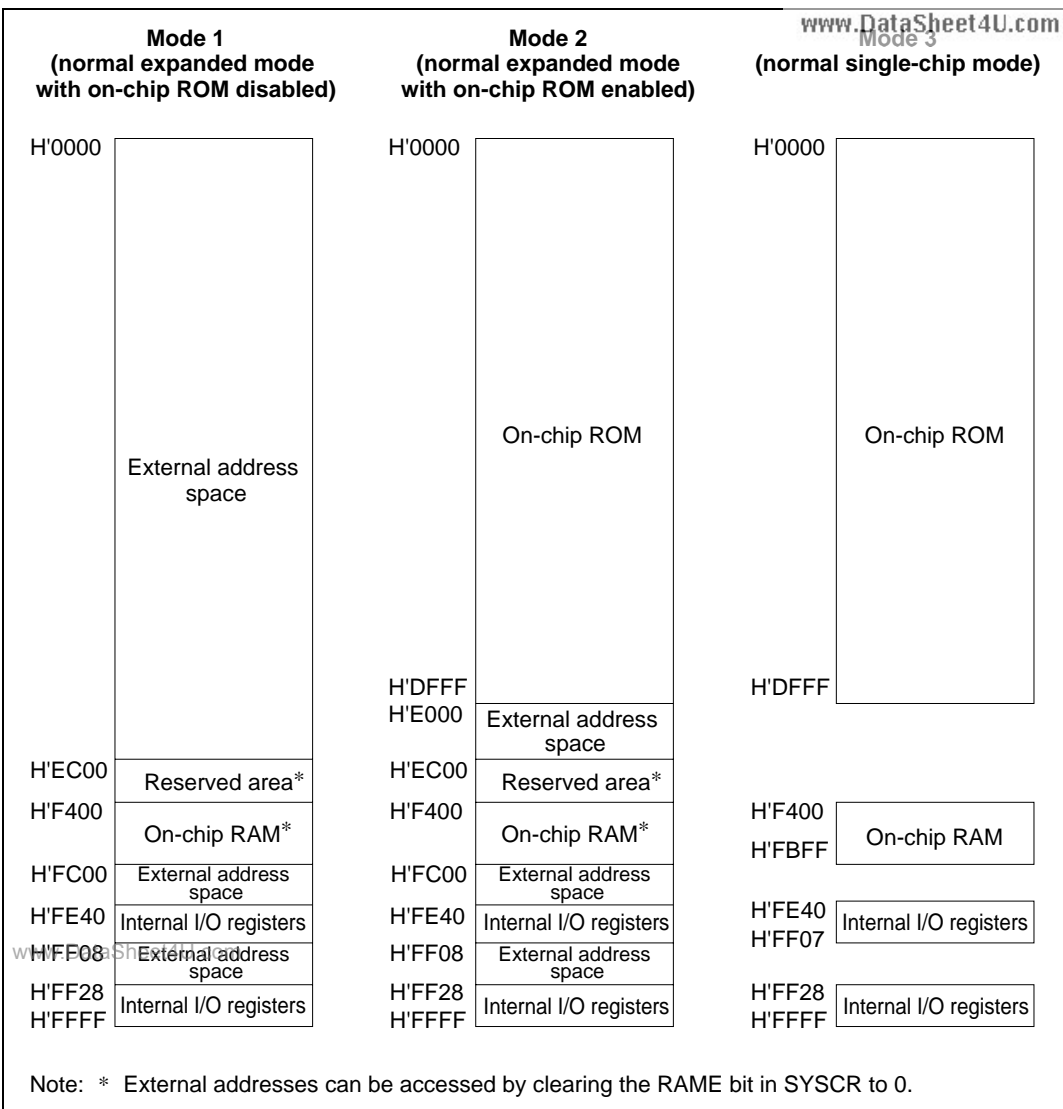 www.DataSheet4U.com
Mode 1
(normal expanded mode
with on-chip ROM disabled)
H'0000
External address
space
H'EC00
Reserved area*
H'F400
On-chip RAM*
H'FC00
External address
space
H'FE40
Internal I/O registers
H'FF08
External address
space
H'FF28
Internal I/O registers
H'FFFF
Mode 2
(normal expanded mode
with on-chip ROM enabled)
H'0000
On-chip ROM
H'DFFF
H'E000
External address
space
H'EC00
Reserved area*
H'F400
On-chip RAM*
H'FC00
External address
space
H'FE40
Internal I/O registers
H'FF08
External address
space
H'FF28
Internal I/O registers
H'FFFF
Mode 3
(normal single-chip mode)
H'0000
On-chip ROM
H'DFFF
H'F400
On-chip RAM
H'FBFF
H'FE40
Internal I/O registers
H'FF07
H'FF28
Internal I/O registers
H'FFFF
www.DataSheet4U.com
Note: * External addresses can be accessed by clearing the RAME bit in SYSCR to 0.